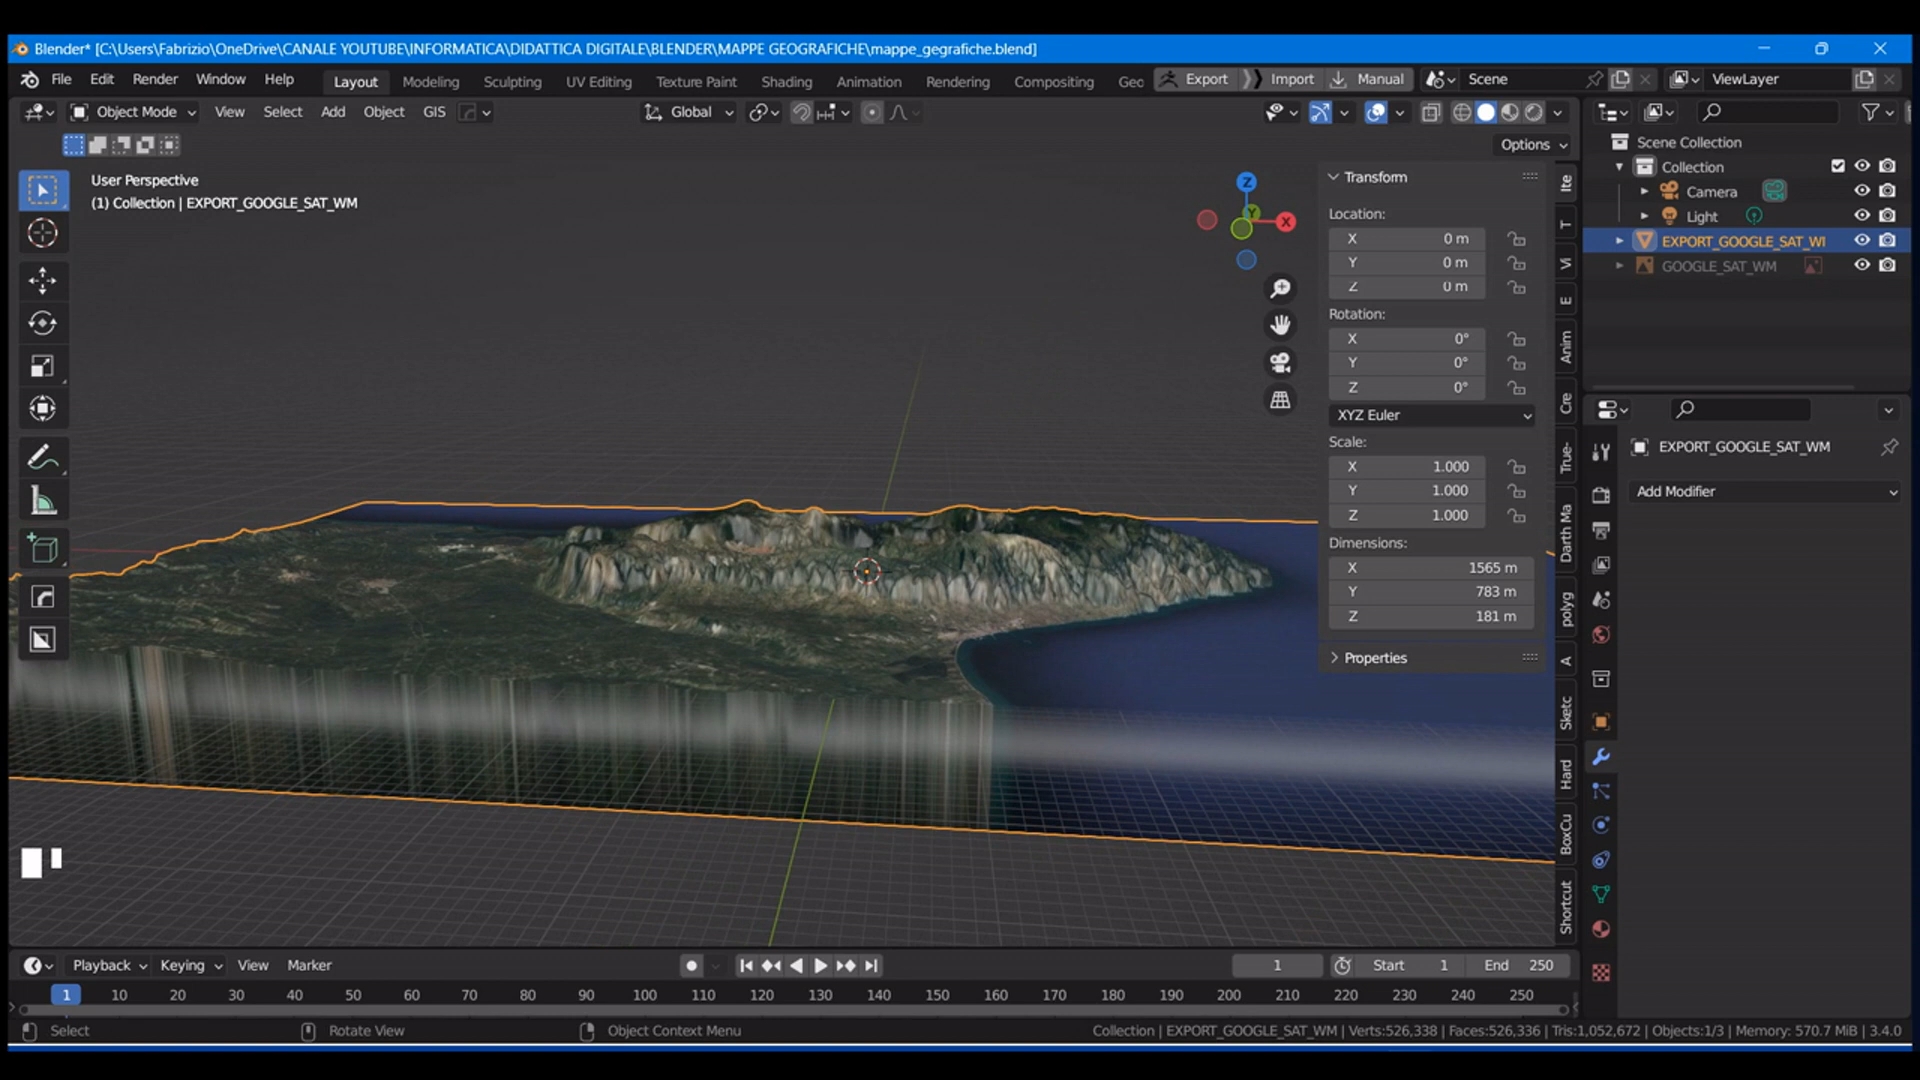 Blender* [C:\Users\Fabrizio\OneDrive\CANALE YOUTUBE\INFORMATICA\DIDATTICA DIGITALE\BLENDER\MAPPE GEOGRAFICHE\mappe_gegrafiche.blend]
File Edit Render Window Help Layout Modeling Sculpting UV Editing Texture Paint Shading Animation Rendering Compositing Geo Export Import Manual Scene ViewLayer
Object Mode View Select Add Object GIS Global
Options
User Perspective
(1) Collection | EXPORT_GOOGLE_SAT_WM
Z
X
Y
Transform
Location:
X 0 m
Y 0 m
Z 0 m
Rotation:
X 0°
Y 0°
Z 0°
XYZ Euler
Scale:
X 1.000
Y 1.000
Z 1.000
Dimensions:
X 1565 m
Y 783 m
Z 181 m
Properties
Ite
T
Vi
E
Anim
Cre
True-
Darth Ma
polyg
A
Sketc
Hard
BoxCu
Shortcut
Scene Collection
Collection
Camera
Light
EXPORT_GOOGLE_SAT_WI
GOOGLE_SAT_WM
EXPORT_GOOGLE_SAT_WM
Add Modifier
Playback Keying View Marker 1 Start 1 End 250
1 10 20 30 40 50 60 70 80 90 100 110 120 130 140 150 160 170 180 190 200 210 220 230 240 250
Select Rotate View Object Context Menu Collection | EXPORT_GOOGLE_SAT_WM | Verts:526,338 | Faces:526,336 | Tris:1,052,672 | Objects:1/3 | Memory: 570.7 MiB | 3.4.0